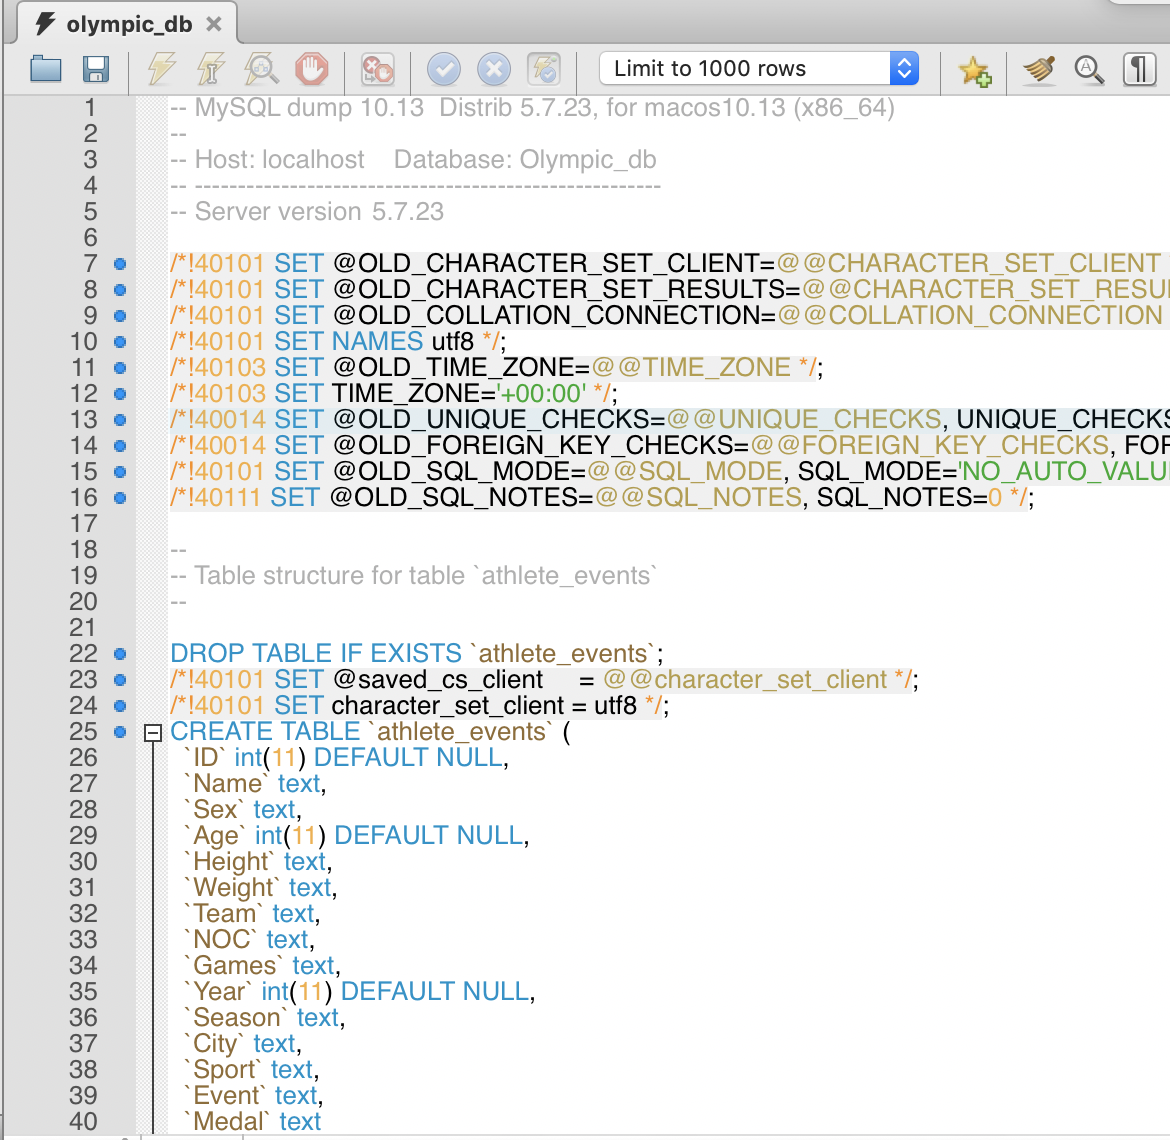 olympic_db
Limit to 1000 rows
1 -- MySQL dump 10.13  Distrib 5.7.23, for macos10.13 (x86_64)
2 --
3 -- Host: localhost    Database: Olympic_db
4 -- ------------------------------------------------------
5 -- Server version 5.7.23
6
7 /*!40101 SET @OLD_CHARACTER_SET_CLIENT=@@CHARACTER_SET_CLIENT
8 /*!40101 SET @OLD_CHARACTER_SET_RESULTS=@@CHARACTER_SET_RESU
9 /*!40101 SET @OLD_COLLATION_CONNECTION=@@COLLATION_CONNECTION
10 /*!40101 SET NAMES utf8 */;
11 /*!40103 SET @OLD_TIME_ZONE=@@TIME_ZONE */;
12 /*!40103 SET TIME_ZONE='+00:00' */;
13 /*!40014 SET @OLD_UNIQUE_CHECKS=@@UNIQUE_CHECKS, UNIQUE_CHECKS
14 /*!40014 SET @OLD_FOREIGN_KEY_CHECKS=@@FOREIGN_KEY_CHECKS, FOR
15 /*!40101 SET @OLD_SQL_MODE=@@SQL_MODE, SQL_MODE='NO_AUTO_VALU
16 /*!40111 SET @OLD_SQL_NOTES=@@SQL_NOTES, SQL_NOTES=0 */;
17
18 --
19 -- Table structure for table `athlete_events`
20 --
21
22 DROP TABLE IF EXISTS `athlete_events`;
23 /*!40101 SET @saved_cs_client     = @@character_set_client */;
24 /*!40101 SET character_set_client = utf8 */;
25 CREATE TABLE `athlete_events` (
26 `ID` int(11) DEFAULT NULL,
27 `Name` text,
28 `Sex` text,
29 `Age` int(11) DEFAULT NULL,
30 `Height` text,
31 `Weight` text,
32 `Team` text,
33 `NOC` text,
34 `Games` text,
35 `Year` int(11) DEFAULT NULL,
36 `Season` text,
37 `City` text,
38 `Sport` text,
39 `Event` text,
40 `Medal` text